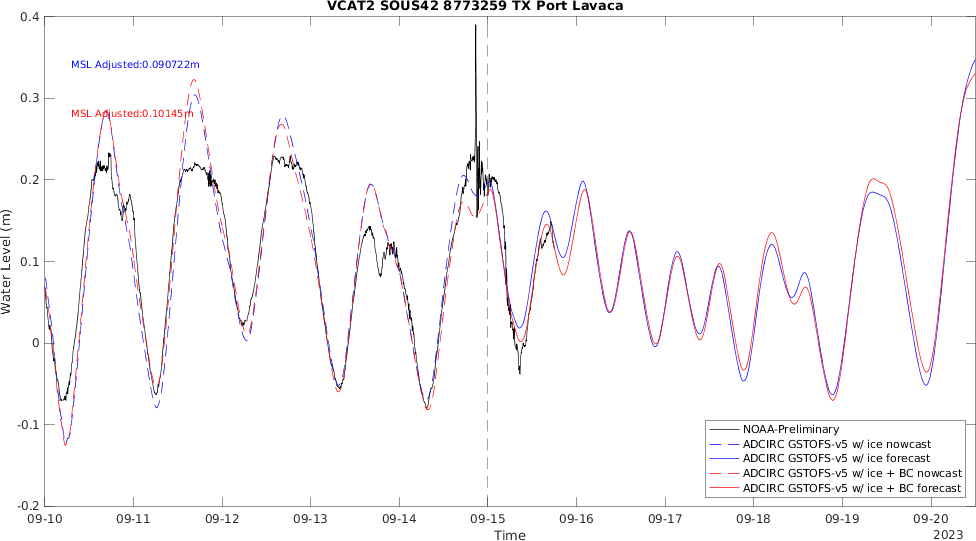 VCAT2 SOUS42 8773259 TX Port Lavaca
0.4
MSL Adjusted:0.090722m
0.3
MSL Adjusted:0.10145m
0.2
Water Level (m)
0.1
0
-0.1
NOAA-Preliminary
ADCIRC GSTOFS-v5 w/ ice nowcast
ADCIRC GSTOFS-v5 w/ ice forecast
ADCIRC GSTOFS-v5 w/ ice + BC nowcast
ADCIRC GSTOFS-v5 w/ ice + BC forecast
-0.2
09-10 09-11 09-12 09-13 09-14 09-15 09-16 09-17 09-18 09-19 09-20
Time
2023